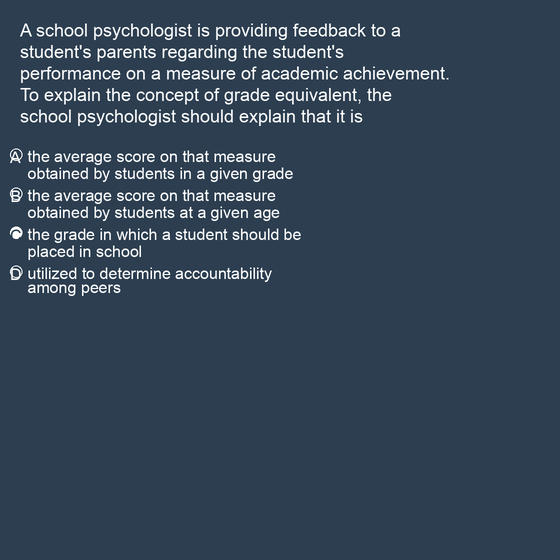 A school psychologist is providing feedback to a
student's parents regarding the student's
performance on a measure of academic achievement.
To explain the concept of grade equivalent, the
school psychologist should explain that it is
A the average score on that measure
obtained by students in a given grade
B the average score on that measure
obtained by students at a given age
the grade in which a student should be
placed in school
D utilized to determine accountability
among peers